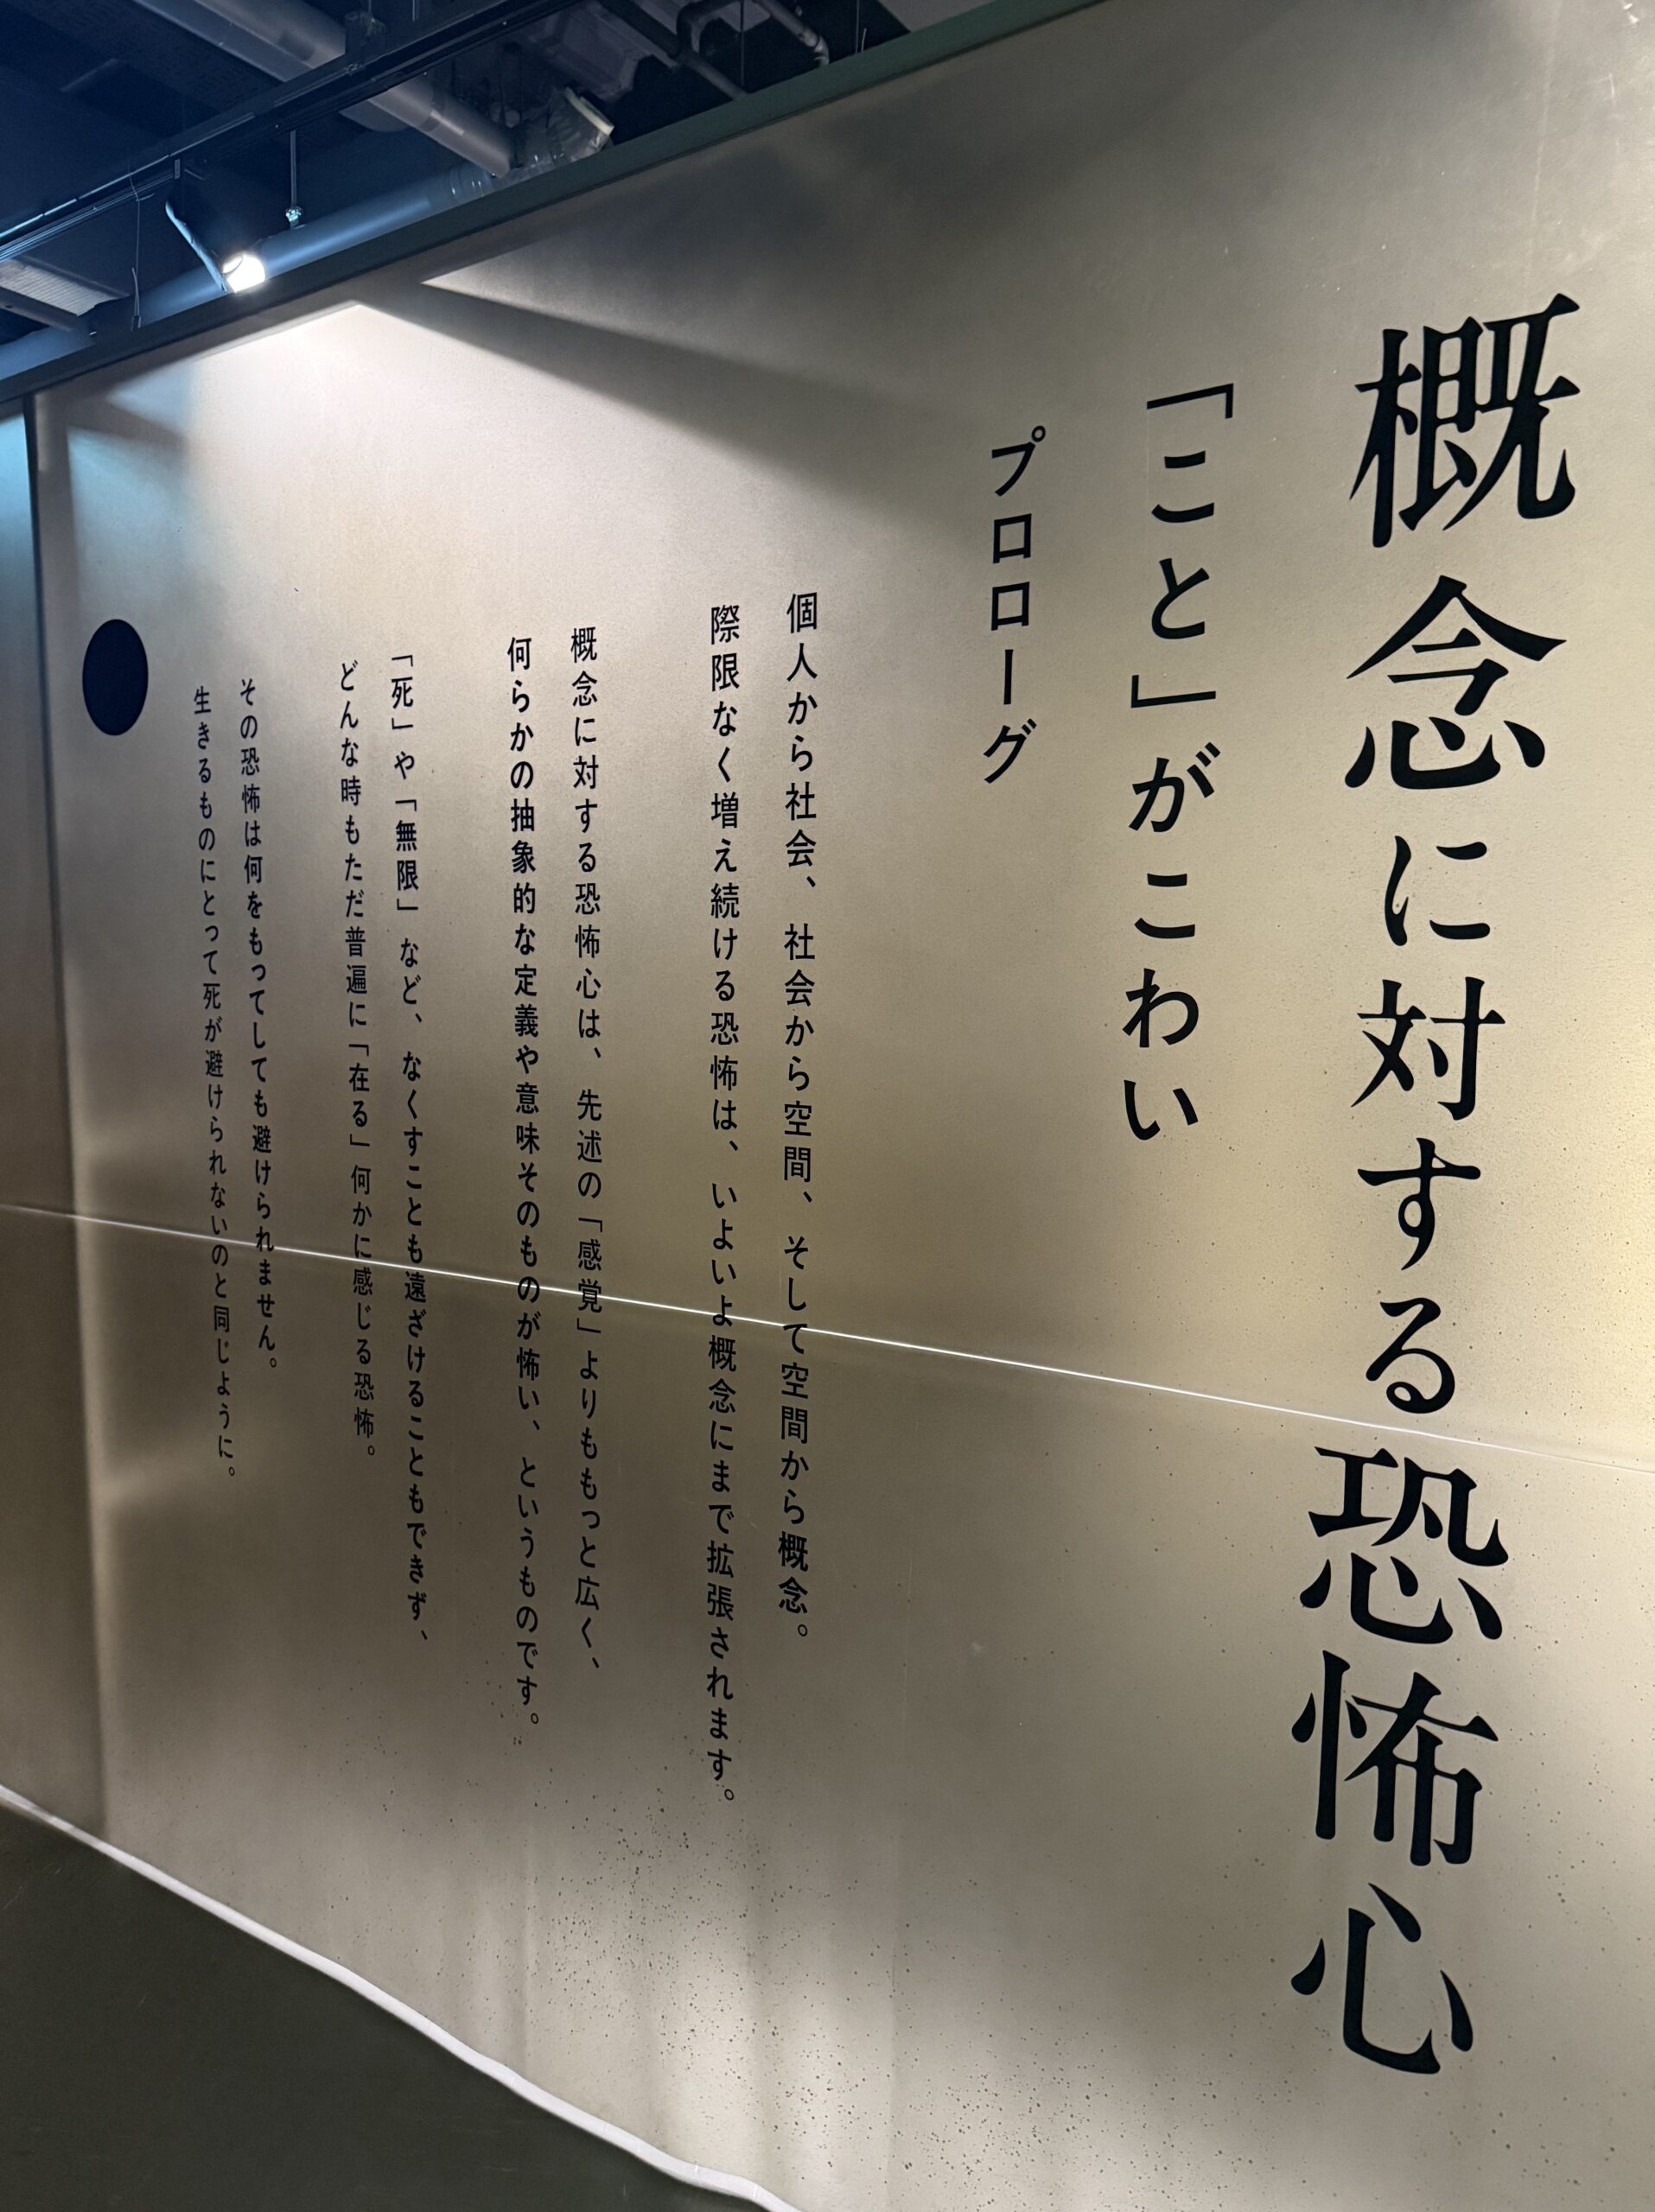 概念に対する恐怖心
「こと」がこわい
プロローグ
個人から社会、社会から空間、そして空間から概念。
際限なく増え続ける恐怖は、いよいよ概念にまで拡張されます。
概念に対する恐怖心は、先述の「感覚」よりももっと広く、
何らかの抽象的な定義や意味そのものが怖い、というものです。
「死」や「無限」など、なくすことも遠ざけることもできず、
どんな時もただ普遍に「在る」何かに感じる恐怖。
その恐怖は何をもってしても避けられません。
生きるものにとって死が避けられないのと同じように。